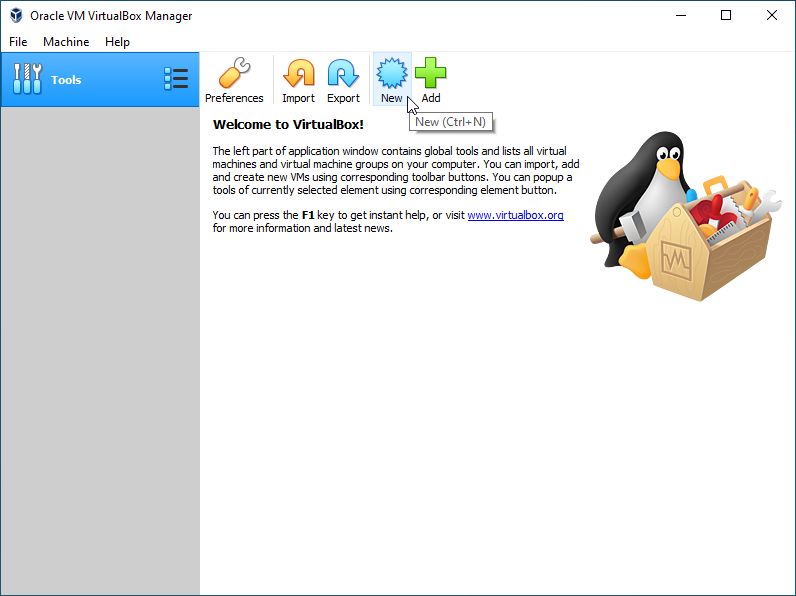 Oracle VM VirtualBox Manager
File Machine Help
Tools
Preferences Import Export New Add
New (Ctrl+N)
Welcome to VirtualBox!
The left part of application window contains global tools and lists all virtual
machines and virtual machine groups on your computer. You can import, add
and create new VMs using corresponding toolbar buttons. You can popup a
tools of currently selected element using corresponding element button.
You can press the F1 key to get instant help, or visit www.virtualbox.org
for more information and latest news.